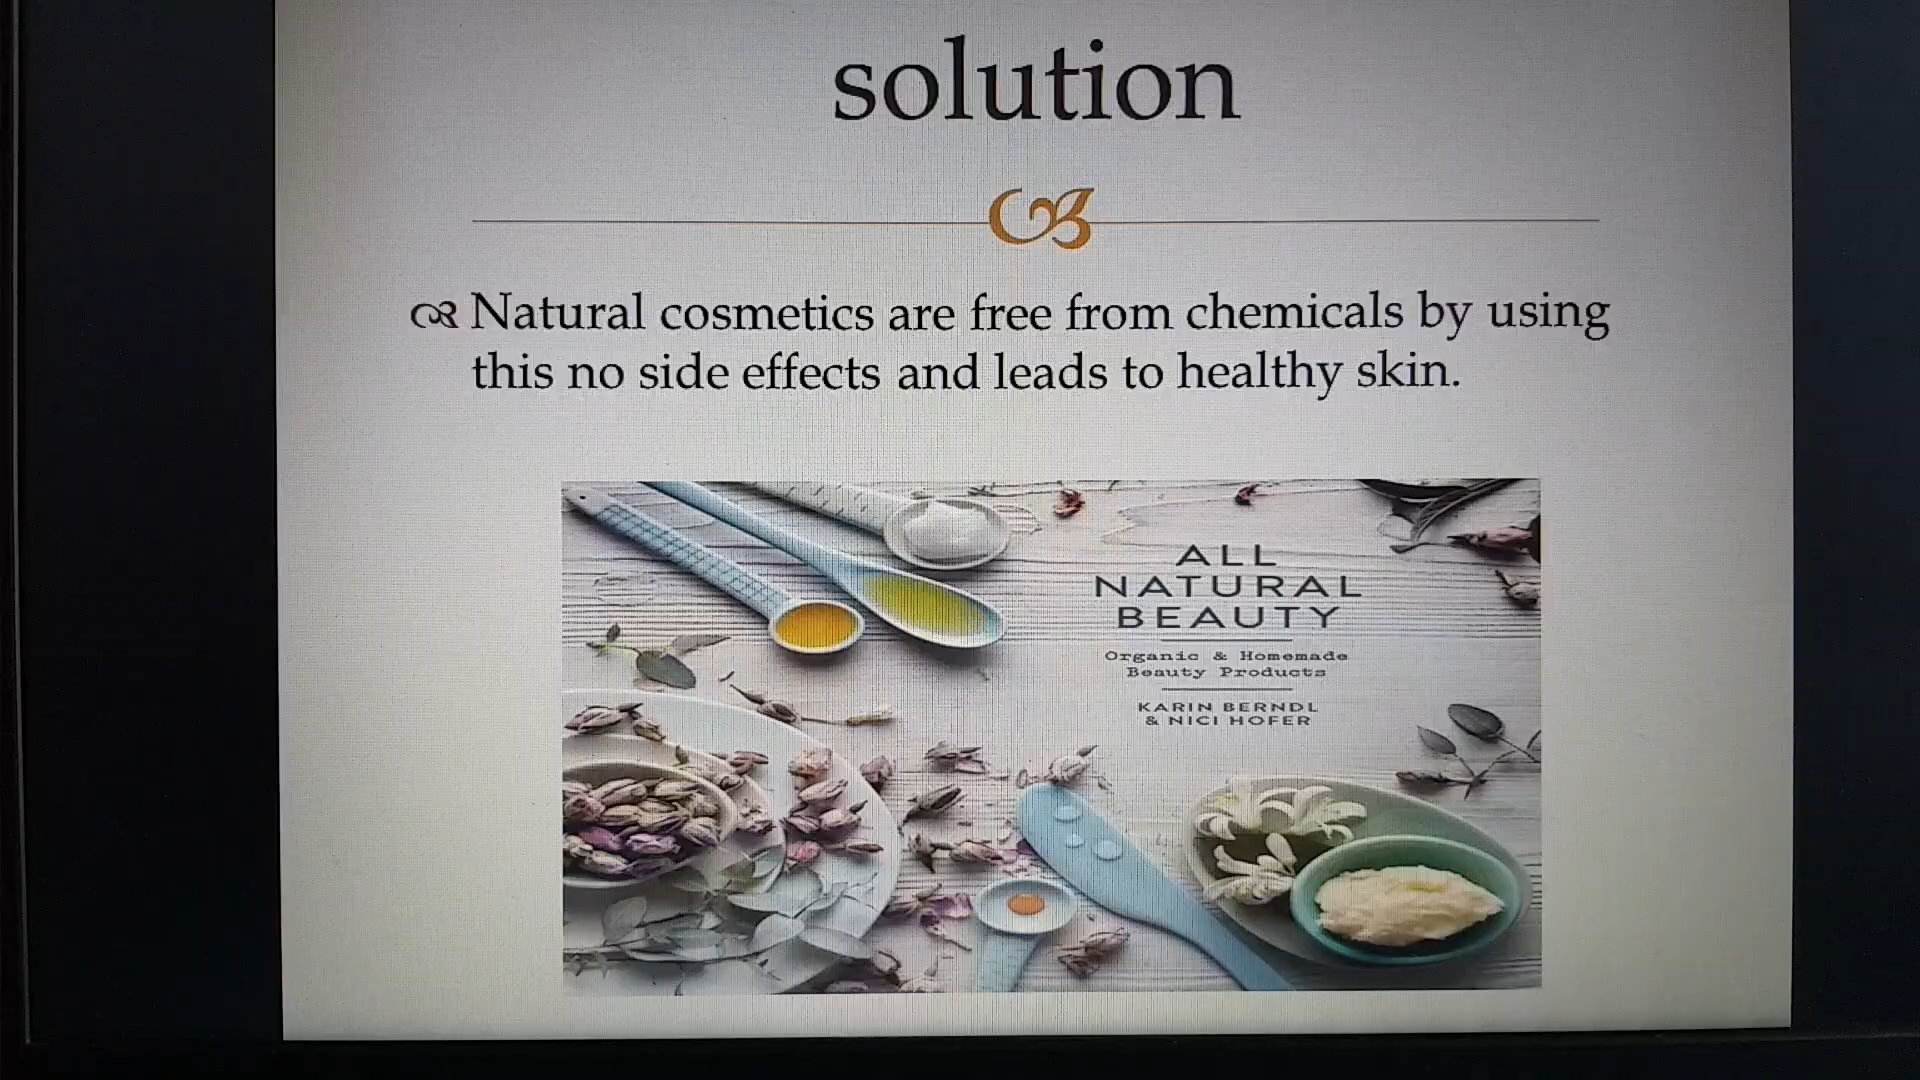 solution
Natural cosmetics are free from chemicals by using
this no side effects and leads to healthy skin.
ALL
NATURAL
BEAUTY
Organic & Homemade
Beauty Products
KARIN BERNDL
& NICI HOFER